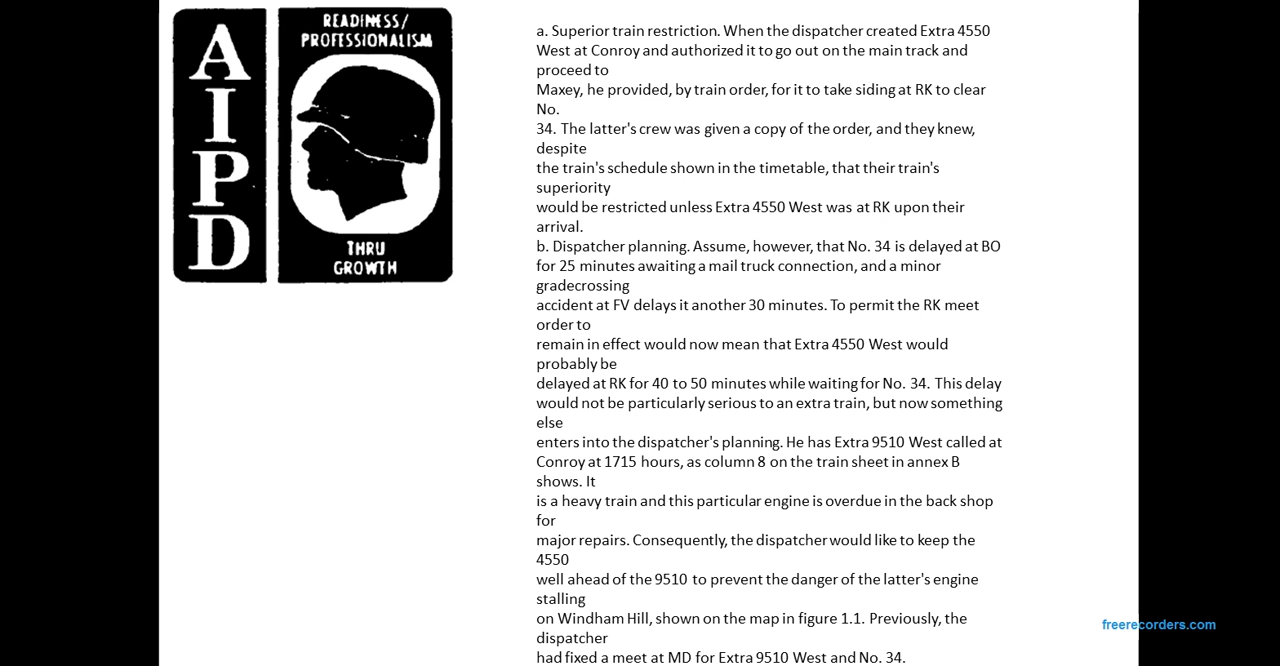 A
I
P
D
READINESS/
PROFESSIONALISM
THRU
GROWTH
a. Superior train restriction. When the dispatcher created Extra 4550
West at Conroy and authorized it to go out on the main track and
proceed to
Maxey, he provided, by train order, for it to take siding at RK to clear
No.
34. The latter's crew was given a copy of the order, and they knew,
despite
the train's schedule shown in the timetable, that their train's
superiority
would be restricted unless Extra 4550 West was at RK upon their
arrival.
b. Dispatcher planning. Assume, however, that No. 34 is delayed at BO
for 25 minutes awaiting a mail truck connection, and a minor
gradecrossing
accident at FV delays it another 30 minutes. To permit the RK meet
order to
remain in effect would now mean that Extra 4550 West would
probably be
delayed at RK for 40 to 50 minutes while waiting for No. 34. This delay
would not be particularly serious to an extra train, but now something
else
enters into the dispatcher's planning. He has Extra 9510 West called at
Conroy at 1715 hours, as column 8 on the train sheet in annex B
shows. It
is a heavy train and this particular engine is overdue in the back shop
for
major repairs. Consequently, the dispatcher would like to keep the
4550
well ahead of the 9510 to prevent the danger of the latter's engine
stalling
on Windham Hill, shown on the map in figure 1.1. Previously, the
dispatcher
had fixed a meet at MD for Extra 9510 West and No. 34.
freerecorders.com